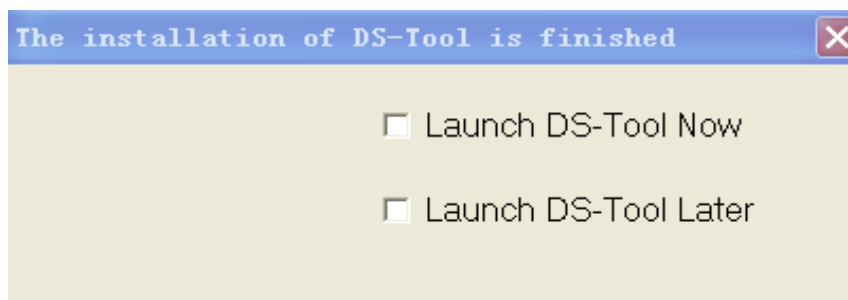 The installation of DS-Tool is finished
Launch DS-Tool Now
Launch DS-Tool Later